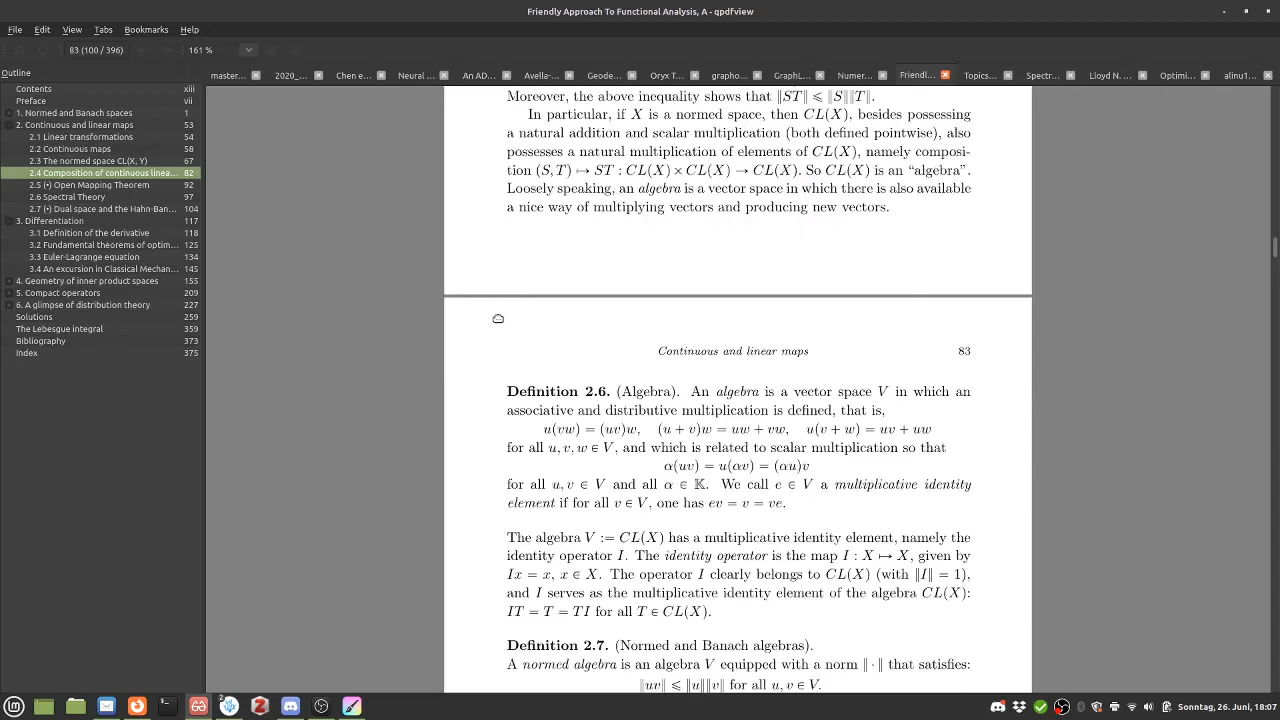 Friendly Approach To Functional Analysis, A - qpdfview
File Edit View Tabs Bookmarks Help
83 (100 / 396) 161 %
Outline
master... 2020_... Chen e... Neural ... An AD... Avella-... Geode... Oryx T... grapho... GraphL... Numer... Friendl... Topics... Spectr... Lloyd N. ... Optimi... alinu1...
Contents xiii
Preface vii
1. Normed and Banach spaces 1
2. Continuous and linear maps 53
2.1 Linear transformations 54
2.2 Continuous maps 58
2.3 The normed space CL(X, Y) 67
2.4 Composition of continuous linea... 82
2.5 (•) Open Mapping Theorem 92
2.6 Spectral Theory 97
2.7 (•) Dual space and the Hahn-Ban... 104
3. Differentiation 117
3.1 Definition of the derivative 118
3.2 Fundamental theorems of optim... 125
3.3 Euler-Lagrange equation 134
3.4 An excursion in Classical Mechan... 145
4. Geometry of inner product spaces 155
5. Compact operators 209
6. A glimpse of distribution theory 227
Solutions 259
The Lebesgue integral 359
Bibliography 373
Index 375
Moreover, the above inequality shows that ‖ST‖ ⩽ ‖S‖‖T‖.
In particular, if X is a normed space, then CL(X), besides possessing
a natural addition and scalar multiplication (both defined pointwise), also
possesses a natural multiplication of elements of CL(X), namely composi-
tion (S, T) ↦ ST : CL(X) × CL(X) → CL(X). So CL(X) is an “algebra”.
Loosely speaking, an algebra is a vector space in which there is also available
a nice way of multiplying vectors and producing new vectors.
Continuous and linear maps 83
Definition 2.6. (Algebra). An algebra is a vector space V in which an
associative and distributive multiplication is defined, that is,
u(vw) = (uv)w, (u + v)w = uw + vw, u(v + w) = uv + uw
for all u, v, w ∈ V, and which is related to scalar multiplication so that
α(uv) = u(αv) = (αu)v
for all u, v ∈ V and all α ∈ 𝕂. We call e ∈ V a multiplicative identity
element if for all v ∈ V, one has ev = v = ve.
The algebra V := CL(X) has a multiplicative identity element, namely the
identity operator I. The identity operator is the map I : X ↦ X, given by
Ix = x, x ∈ X. The operator I clearly belongs to CL(X) (with ‖I‖ = 1),
and I serves as the multiplicative identity element of the algebra CL(X):
IT = T = TI for all T ∈ CL(X).
Definition 2.7. (Normed and Banach algebras).
A normed algebra is an algebra V equipped with a norm ‖ · ‖ that satisfies:
‖uv‖ ⩽ ‖u‖‖v‖ for all u, v ∈ V.
2
Sonntag, 26. Juni, 18:07